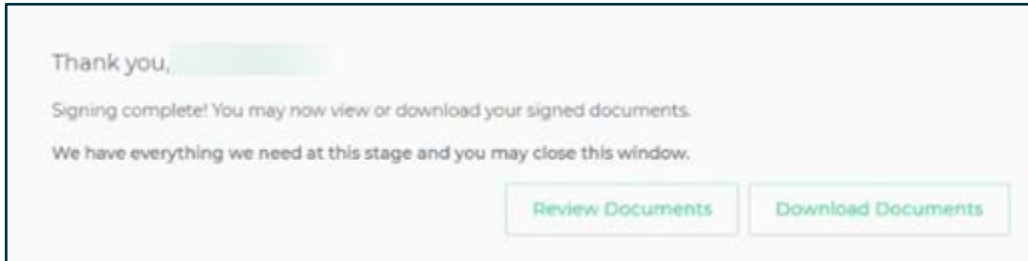 Thank you,
Signing complete! You may now view or download your signed documents.
We have everything we need at this stage and you may close this window.
Review Documents
Download Documents